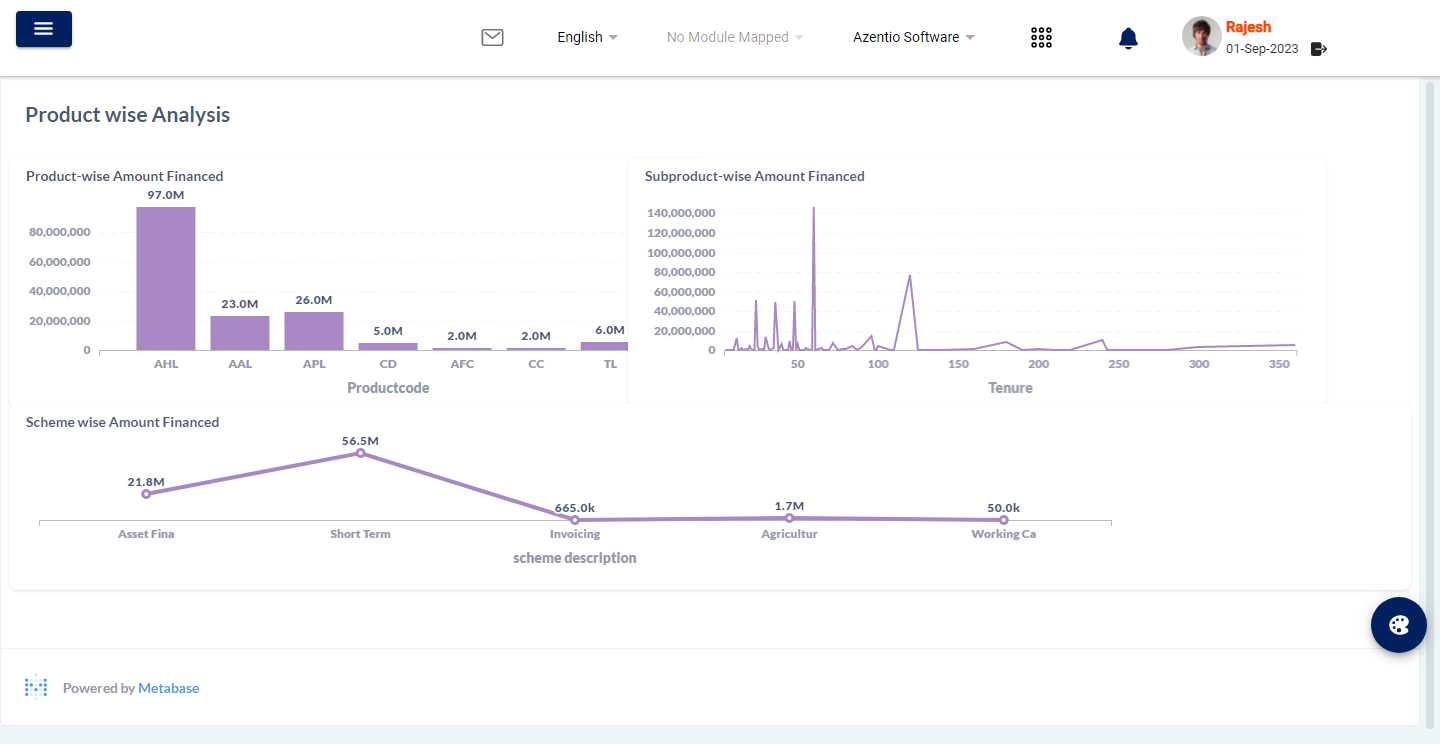 English
No Module Mapped
Azentio Software
Rajesh
01-Sep-2023
Product wise Analysis
Product-wise Amount Financed
97.0M
80,000,000
60,000,000
40,000,000
20,000,000
0
23.0M
26.0M
5.0M
2.0M
2.0M
6.0M
AHL AAL APL CD AFC CC TL
Productcode
Subproduct-wise Amount Financed
140,000,000
120,000,000
100,000,000
80,000,000
60,000,000
40,000,000
20,000,000
0
50 100 150 200 250 300 350
Tenure
Scheme wise Amount Financed
21.8M
56.5M
665.0k
1.7M
50.0k
Asset Fina Short Term Invoicing Agricultur Working Ca
scheme description
Powered by Metabase